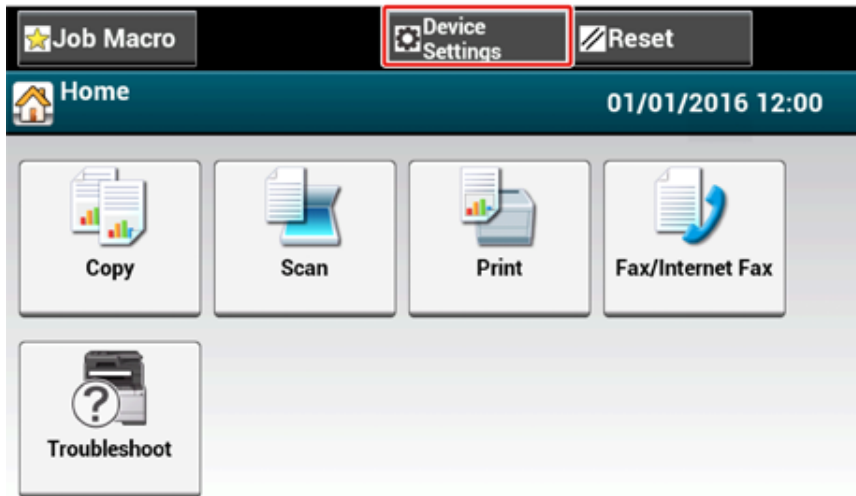 Job Macro
Device
Settings
Reset
Home
01/01/2016 12:00
Copy
Scan
Print
Fax/Internet Fax
?
Troubleshoot